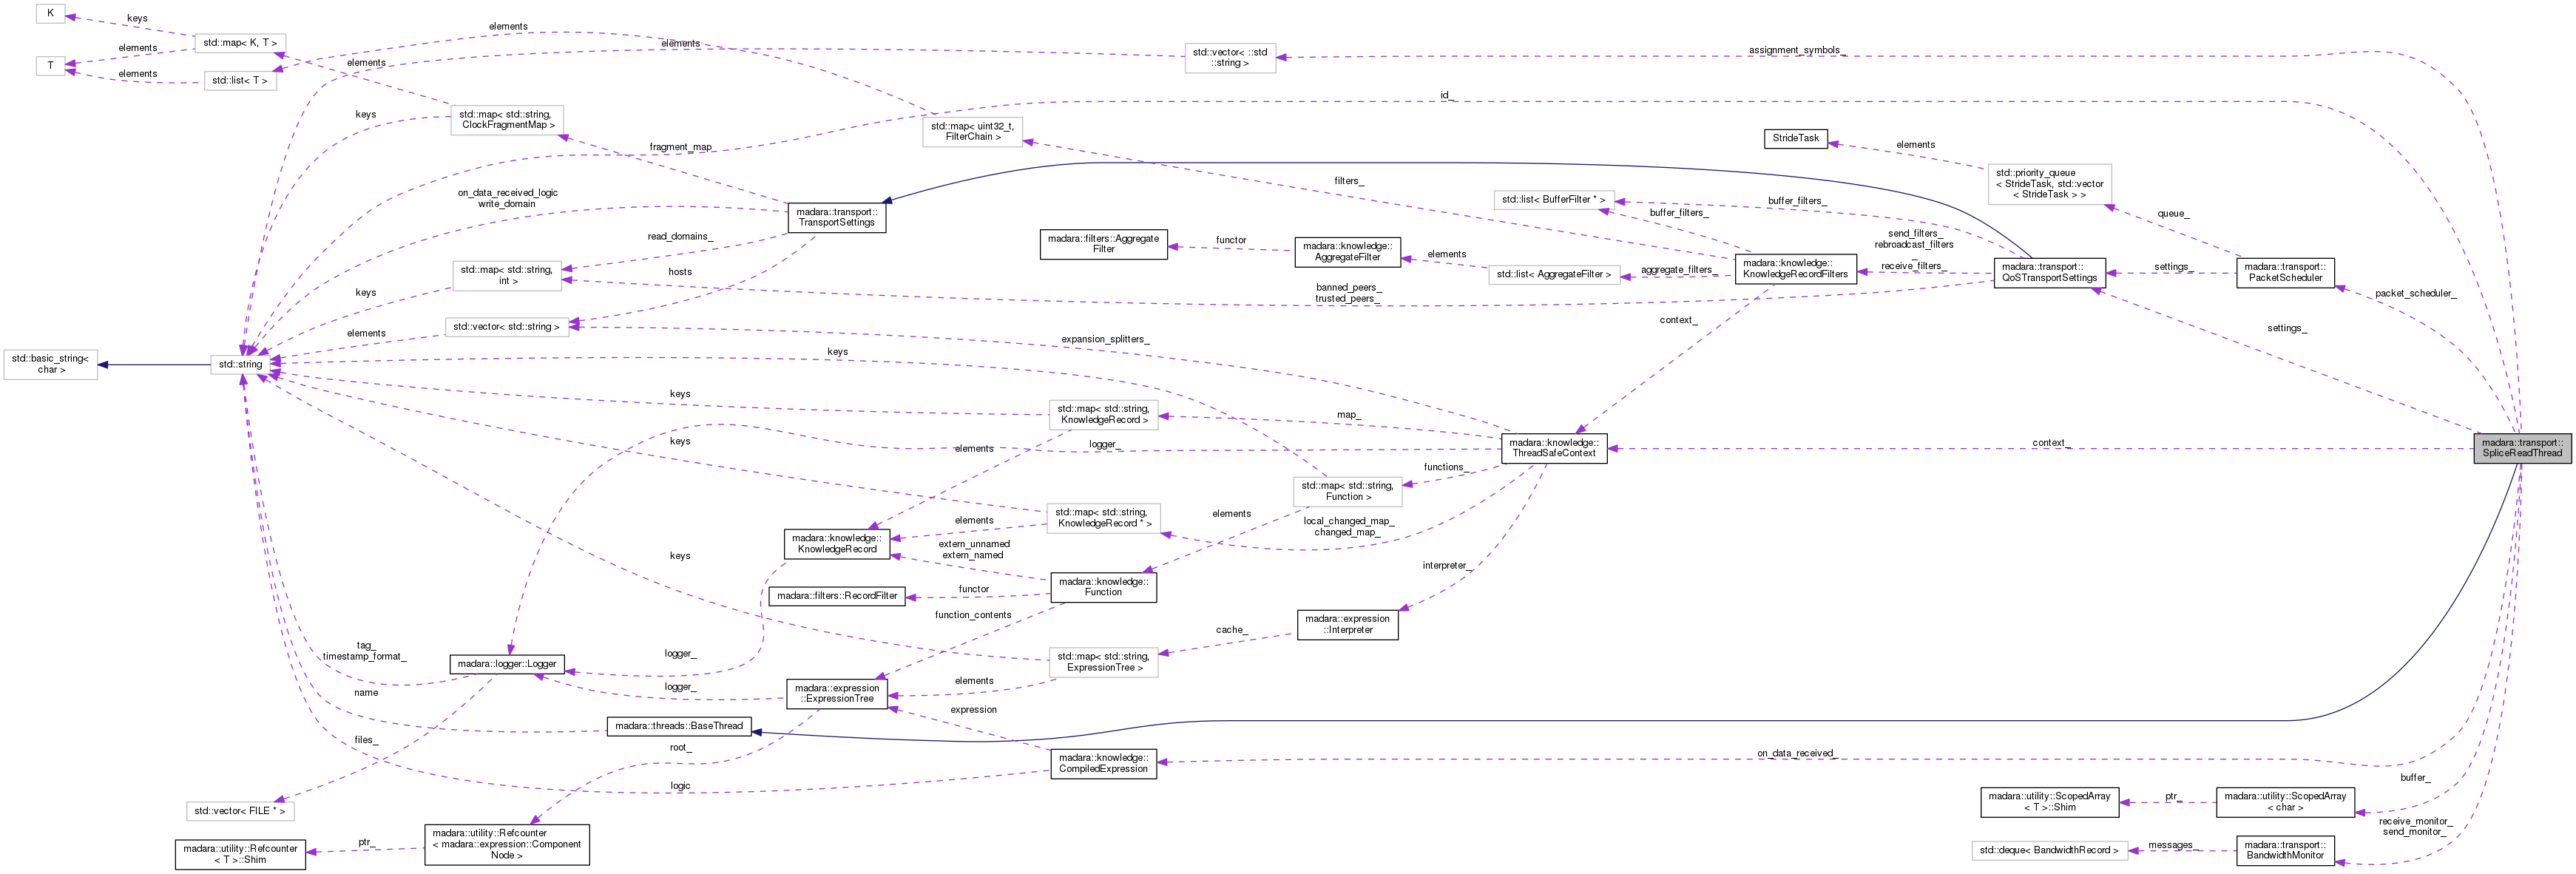 K
keys
std::map< K, T >
elements
T
elements
std::list< T >
elements
elements
elements
std::vector< ::std
::string >
assignment_symbols_
keys
std::map< std::string,
ClockFragmentMap >
std::map< uint32_t,
FilterChain >
id_
fragment_map
StrideTask
elements
std::priority_queue
< StrideTask, std::vector
< StrideTask > >
on_data_received_logic
write_domain
madara::transport::
TransportSettings
filters_
std::list< BufferFilter * >
buffer_filters_
buffer_filters_
queue_
read_domains_
madara::filters::Aggregate
Filter
functor
madara::knowledge::
AggregateFilter
elements
std::list< AggregateFilter >
aggregate_filters_
madara::knowledge::
KnowledgeRecordFilters
send_filters_
rebroadcast_filters
_
receive_filters_
madara::transport::
QoSTransportSettings
settings_
madara::transport::
PacketScheduler
std::map< std::string,
int >
hosts
keys
banned_peers_
trusted_peers_
packet_scheduler_
std::vector< std::string >
elements
expansion_splitters_
context_
settings_
std::basic_string<
char >
std::string
keys
keys
std::map< std::string,
KnowledgeRecord >
map_
madara::knowledge::
ThreadSafeContext
context_
madara::transport::
SpliceReadThread
keys
elements
logger_
functions_
std::map< std::string,
Function >
madara::knowledge::
KnowledgeRecord
elements
std::map< std::string,
KnowledgeRecord * >
elements
local_changed_map_
changed_map_
keys
extern_unnamed
extern_named
madara::knowledge::
Function
interpreter_
madara::filters::RecordFilter
functor
function_contents
madara::expression
::Interpreter
cache_
tag_
timestamp_format_
madara::logger::Logger
logger_
std::map< std::string,
ExpressionTree >
logger_
madara::expression
::ExpressionTree
elements
name
madara::threads::BaseThread
expression
files_
root_
madara::knowledge::
CompiledExpression
on_data_received_
logic
buffer_
std::vector< FILE * >
madara::utility::ScopedArray
< T >::Shim
ptr_
madara::utility::ScopedArray
< char >
madara::utility::Refcounter
< T >::Shim
ptr_
madara::utility::Refcounter
< madara::expression::Component
Node >
receive_monitor_
send_monitor_
std::deque< BandwidthRecord >
messages_
madara::transport::
BandwidthMonitor